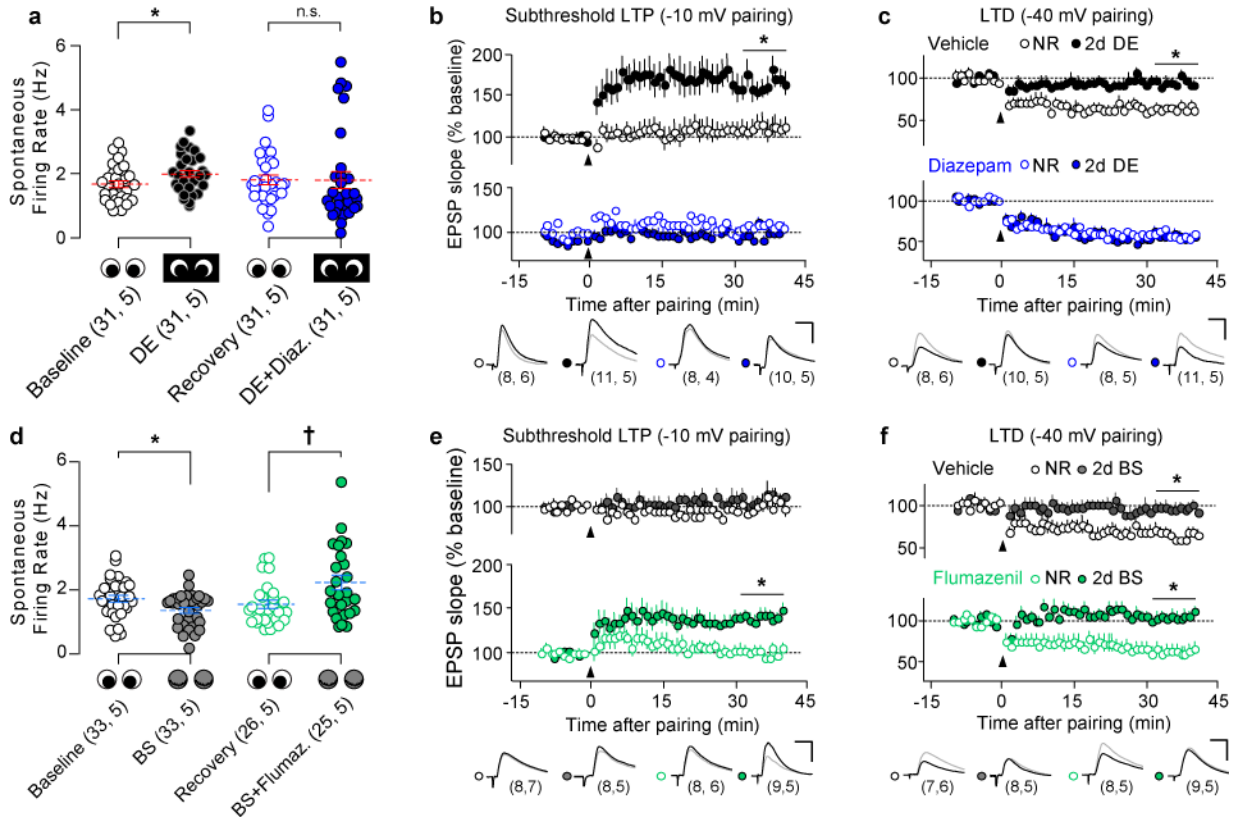 a
*
n.s.
Spontaneous
Firing Rate (Hz)
6
4
2
0
Baseline (31, 5)
DE (31, 5)
Recovery (31, 5)
DE+Diaz. (31, 5)
b
Subthreshold LTP (-10 mV pairing)
*
EPSP slope (% baseline)
200
150
100
150
100
50
-15
0
15
30
45
Time after pairing (min)
(8, 6)
(11, 5)
(8, 4)
(10, 5)
c
LTD (-40 mV pairing)
Vehicle NR 2d DE
*
100
50
Diazepam NR 2d DE
100
50
-15
0
15
30
45
Time after pairing (min)
(8, 6)
(10, 5)
(8, 5)
(11, 5)
d
*
†
Spontaneous
Firing Rate (Hz)
6
4
2
0
Baseline (33, 5)
BS (33, 5)
Recovery (26, 5)
BS+Flumaz. (25, 5)
e
Subthreshold LTP (-10 mV pairing)
EPSP slope (% baseline)
150
100
50
200
150
100
*
-15
0
15
30
45
Time after pairing (min)
(8,7)
(8,5)
(8, 6)
(9,5)
f
LTD (-40 mV pairing)
Vehicle NR 2d BS
*
100
50
Flumazenil NR 2d BS
*
100
50
-15
0
15
30
45
Time after pairing (min)
(7,6)
(8,5)
(8,5)
(9,5)